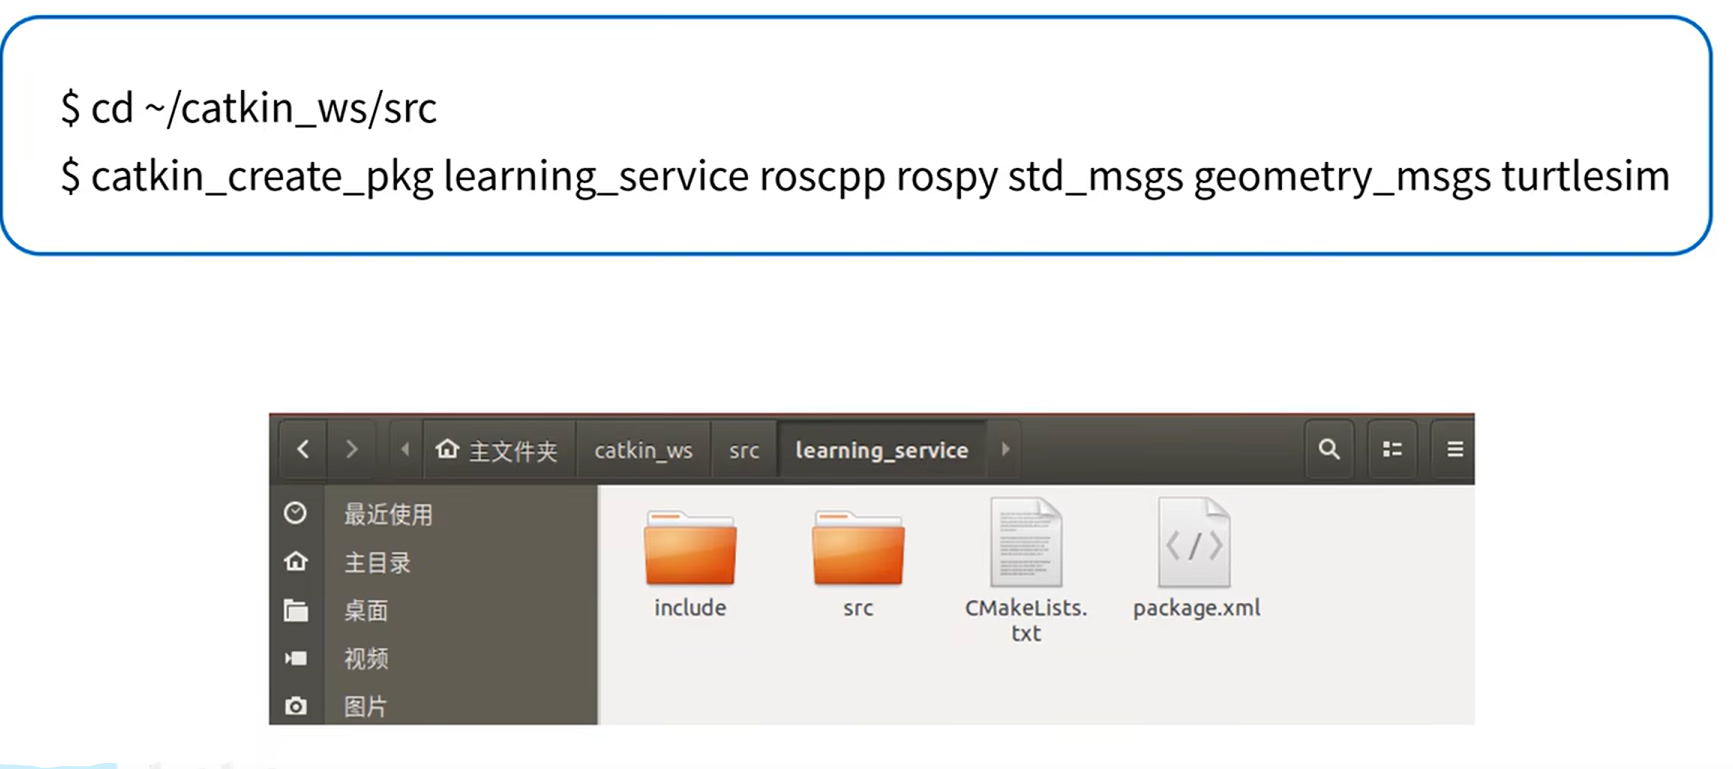 $ cd ~/catkin_ws/src
$ catkin_create_pkg learning_service roscpp rospy std_msgs geometry_msgs turtlesim
主文件夹 catkin_ws src learning_service
最近使用
主目录
桌面
视频
图片
include src CMakeLists. package.xml
txt